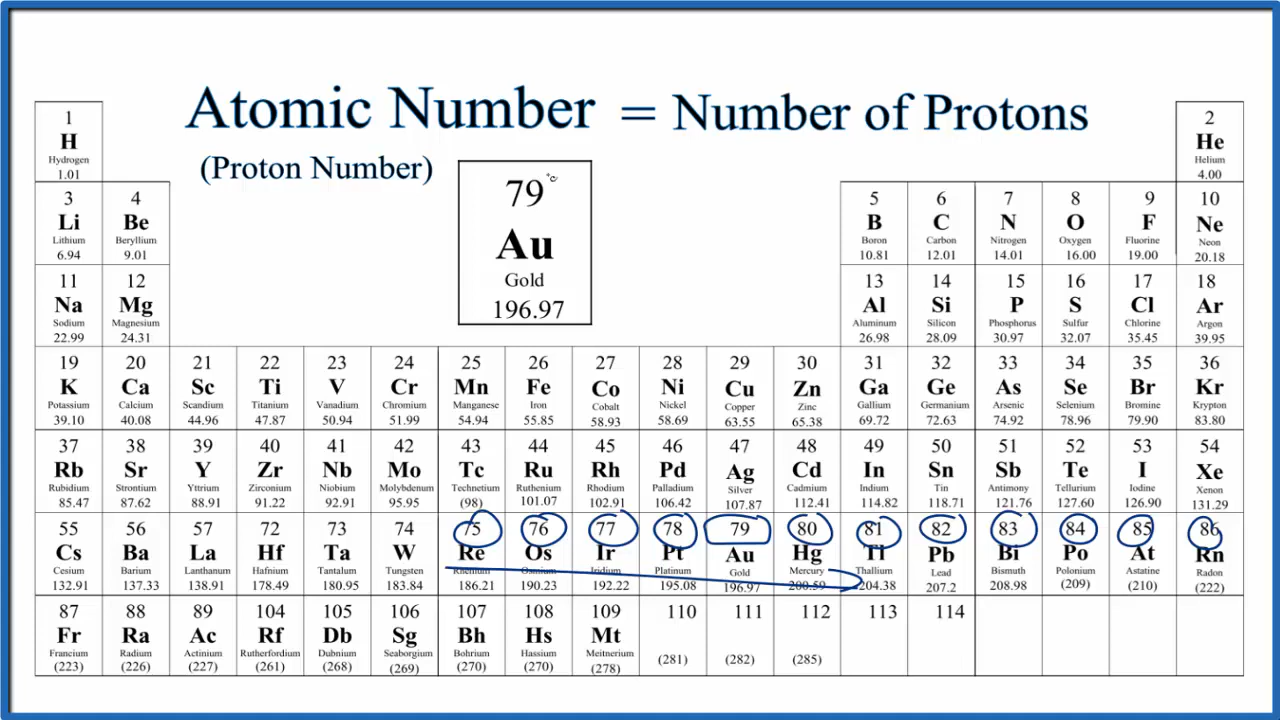 Atomic Number = Number of Protons
(Proton Number)
79
Au
Gold
196.97
1 2
H He
Hydrogen Helium
1.01 4.00
3 4 5 6 7 8 9 10
Li Be B C N O F Ne
Lithium Beryllium Boron Carbon Nitrogen Oxygen Fluorine Neon
6.94 9.01 10.81 12.01 14.01 16.00 19.00 20.18
11 12 13 14 15 16 17 18
Na Mg Al Si P S Cl Ar
Sodium Magnesium Aluminum Silicon Phosphorus Sulfur Chlorine Argon
22.99 24.31 26.98 28.09 30.97 32.07 35.45 39.95
19 20 21 22 23 24 25 26 27 28 29 30 31 32 33 34 35 36
K Ca Sc Ti V Cr Mn Fe Co Ni Cu Zn Ga Ge As Se Br Kr
Potassium Calcium Scandium Titanium Vanadium Chromium Manganese Iron Cobalt Nickel Copper Zinc Gallium Germanium Arsenic Selenium Bromine Krypton
39.10 40.08 44.96 47.87 50.94 51.99 54.94 55.85 58.93 58.69 63.55 65.38 69.72 72.63 74.92 78.96 79.90 83.80
37 38 39 40 41 42 43 44 45 46 47 48 49 50 51 52 53 54
Rb Sr Y Zr Nb Mo Tc Ru Rh Pd Ag Cd In Sn Sb Te I Xe
Rubidium Strontium Yttrium Zirconium Niobium Molybdenum Technetium Ruthenium Rhodium Palladium Silver Cadmium Indium Tin Antimony Tellurium Iodine Xenon
85.47 87.62 88.91 91.22 92.91 95.95 (98) 101.07 102.91 106.42 107.87 112.41 114.82 118.71 121.76 127.60 126.90 131.29
55 56 57 72 73 74 75 76 77 78 79 80 81 82 83 84 85 86
Cs Ba La Hf Ta W Re Os Ir Pt Au Hg Tl Pb Bi Po At Rn
Cesium Barium Lanthanum Hafnium Tantalum Tungsten Rhenium Osmium Iridium Platinum Gold Mercury Thallium Lead Bismuth Polonium Astatine Radon
132.91 137.33 138.91 178.49 180.95 183.84 186.21 190.23 192.22 195.08 196.97 200.59 204.38 207.2 208.98 (209) (210) (222)
87 88 89 104 105 106 107 108 109 110 111 112 113 114
Fr Ra Ac Rf Db Sg Bh Hs Mt
Francium Radium Actinium Rutherfordium Dubnium Seaborgium Bohrium Hassium Meitnerium
(223) (226) (227) (261) (268) (269) (270) (270) (278) (281) (282) (285)